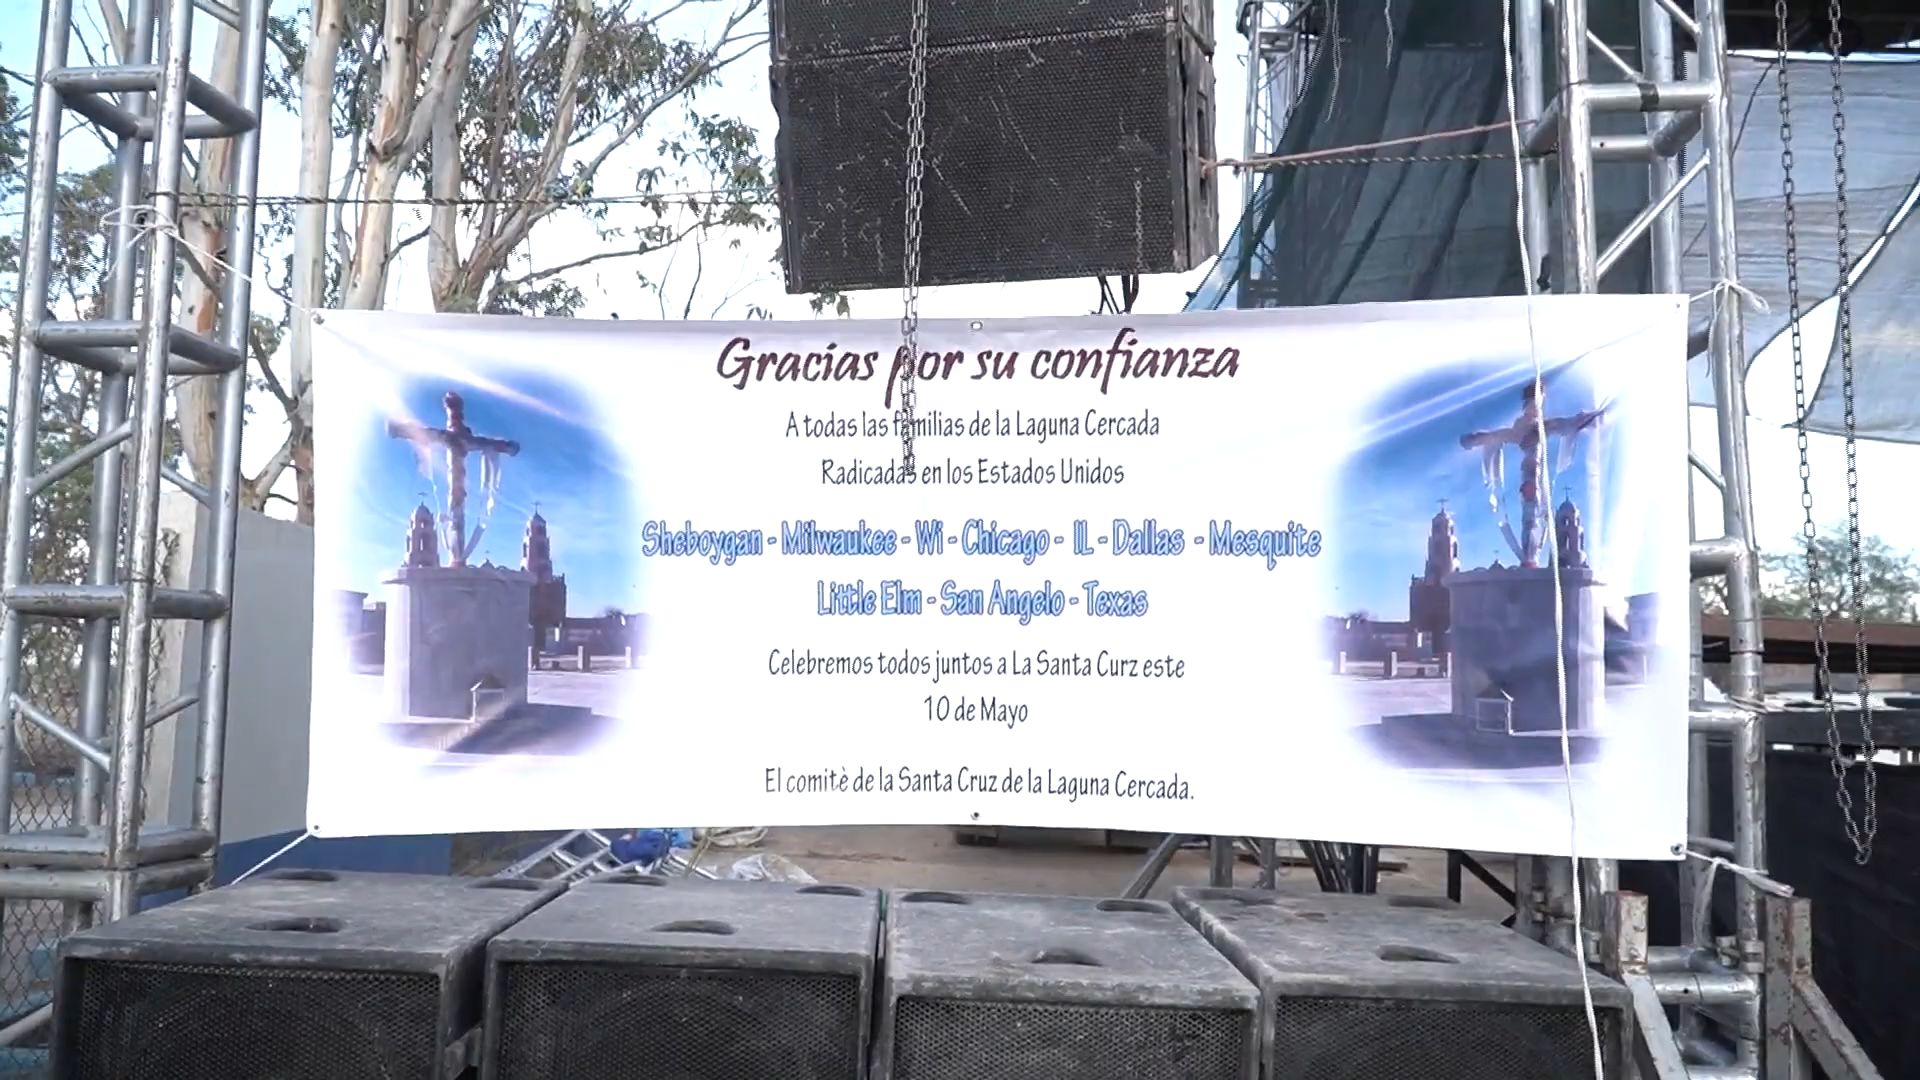 Gracias por su confianza
A todas las familias de la Laguna Cercada
Radicadas en los Estados Unidos
Sheboygan - Milwaukee - Wi - Chicago - IL - Dallas - Mesquite
Little Elm - San Angelo - Texas
Celebremos todos juntos a La Santa Curz este
10 de Mayo
El comitè de la Santa Cruz de la Laguna Cercada.